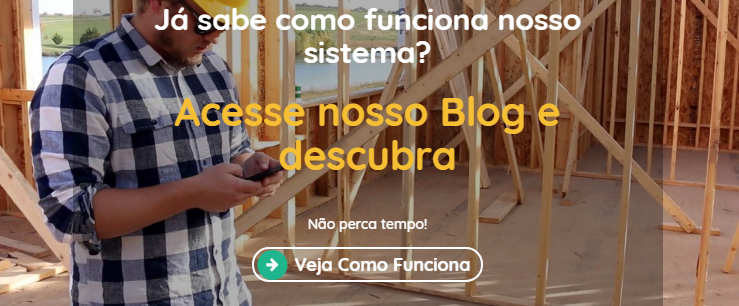 Já sabe como funciona nosso
sistema?
Acesse nosso Blog e
descubra
Não perca tempo!
Veja Como Funciona